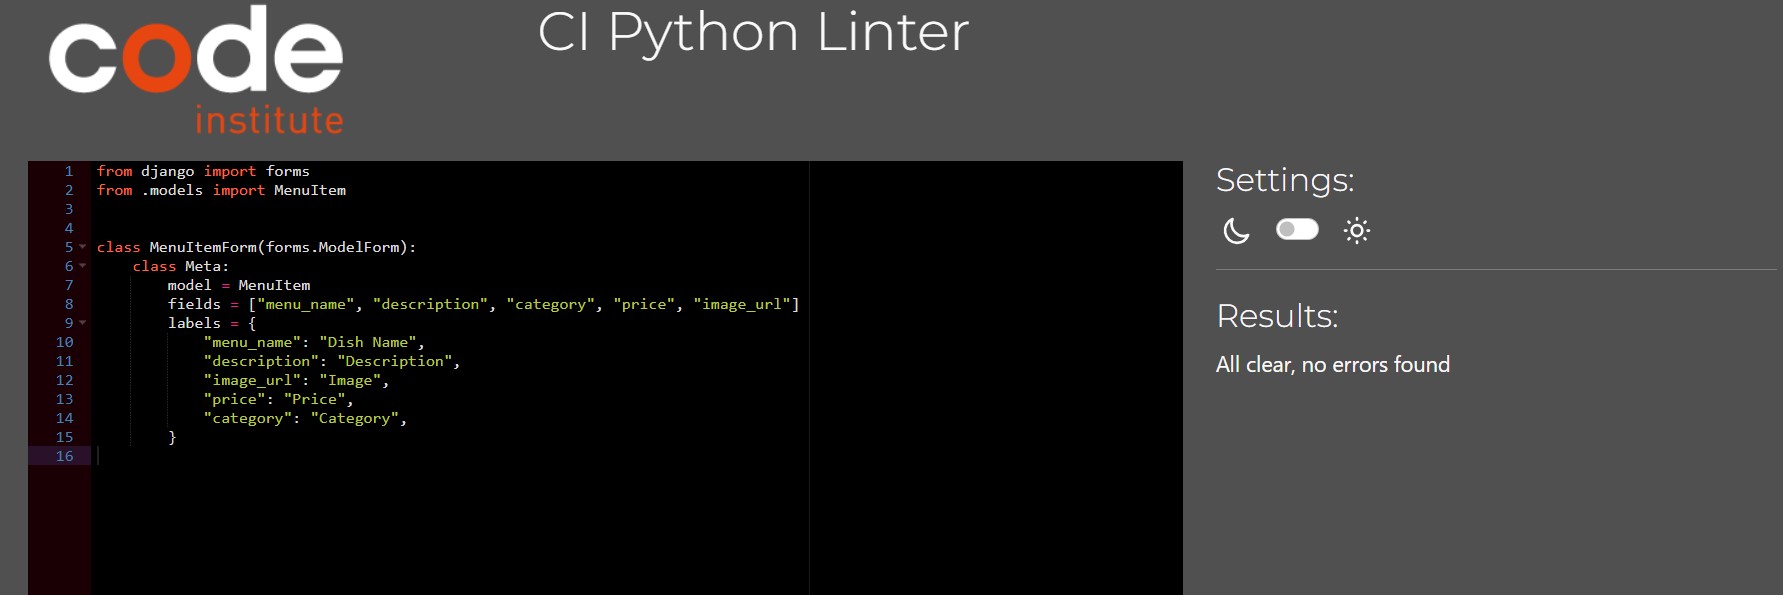 code
institute
CI Python Linter
1 from django import forms
2 from .models import MenuItem
3
4
5 class MenuItemForm(forms.ModelForm):
6     class Meta:
7         model = MenuItem
8         fields = ["menu_name", "description", "category", "price", "image_url"]
9         labels = {
10             "menu_name": "Dish Name",
11             "description": "Description",
12             "image_url": "Image",
13             "price": "Price",
14             "category": "Category",
15         }
16
Settings:
Results:
All clear, no errors found